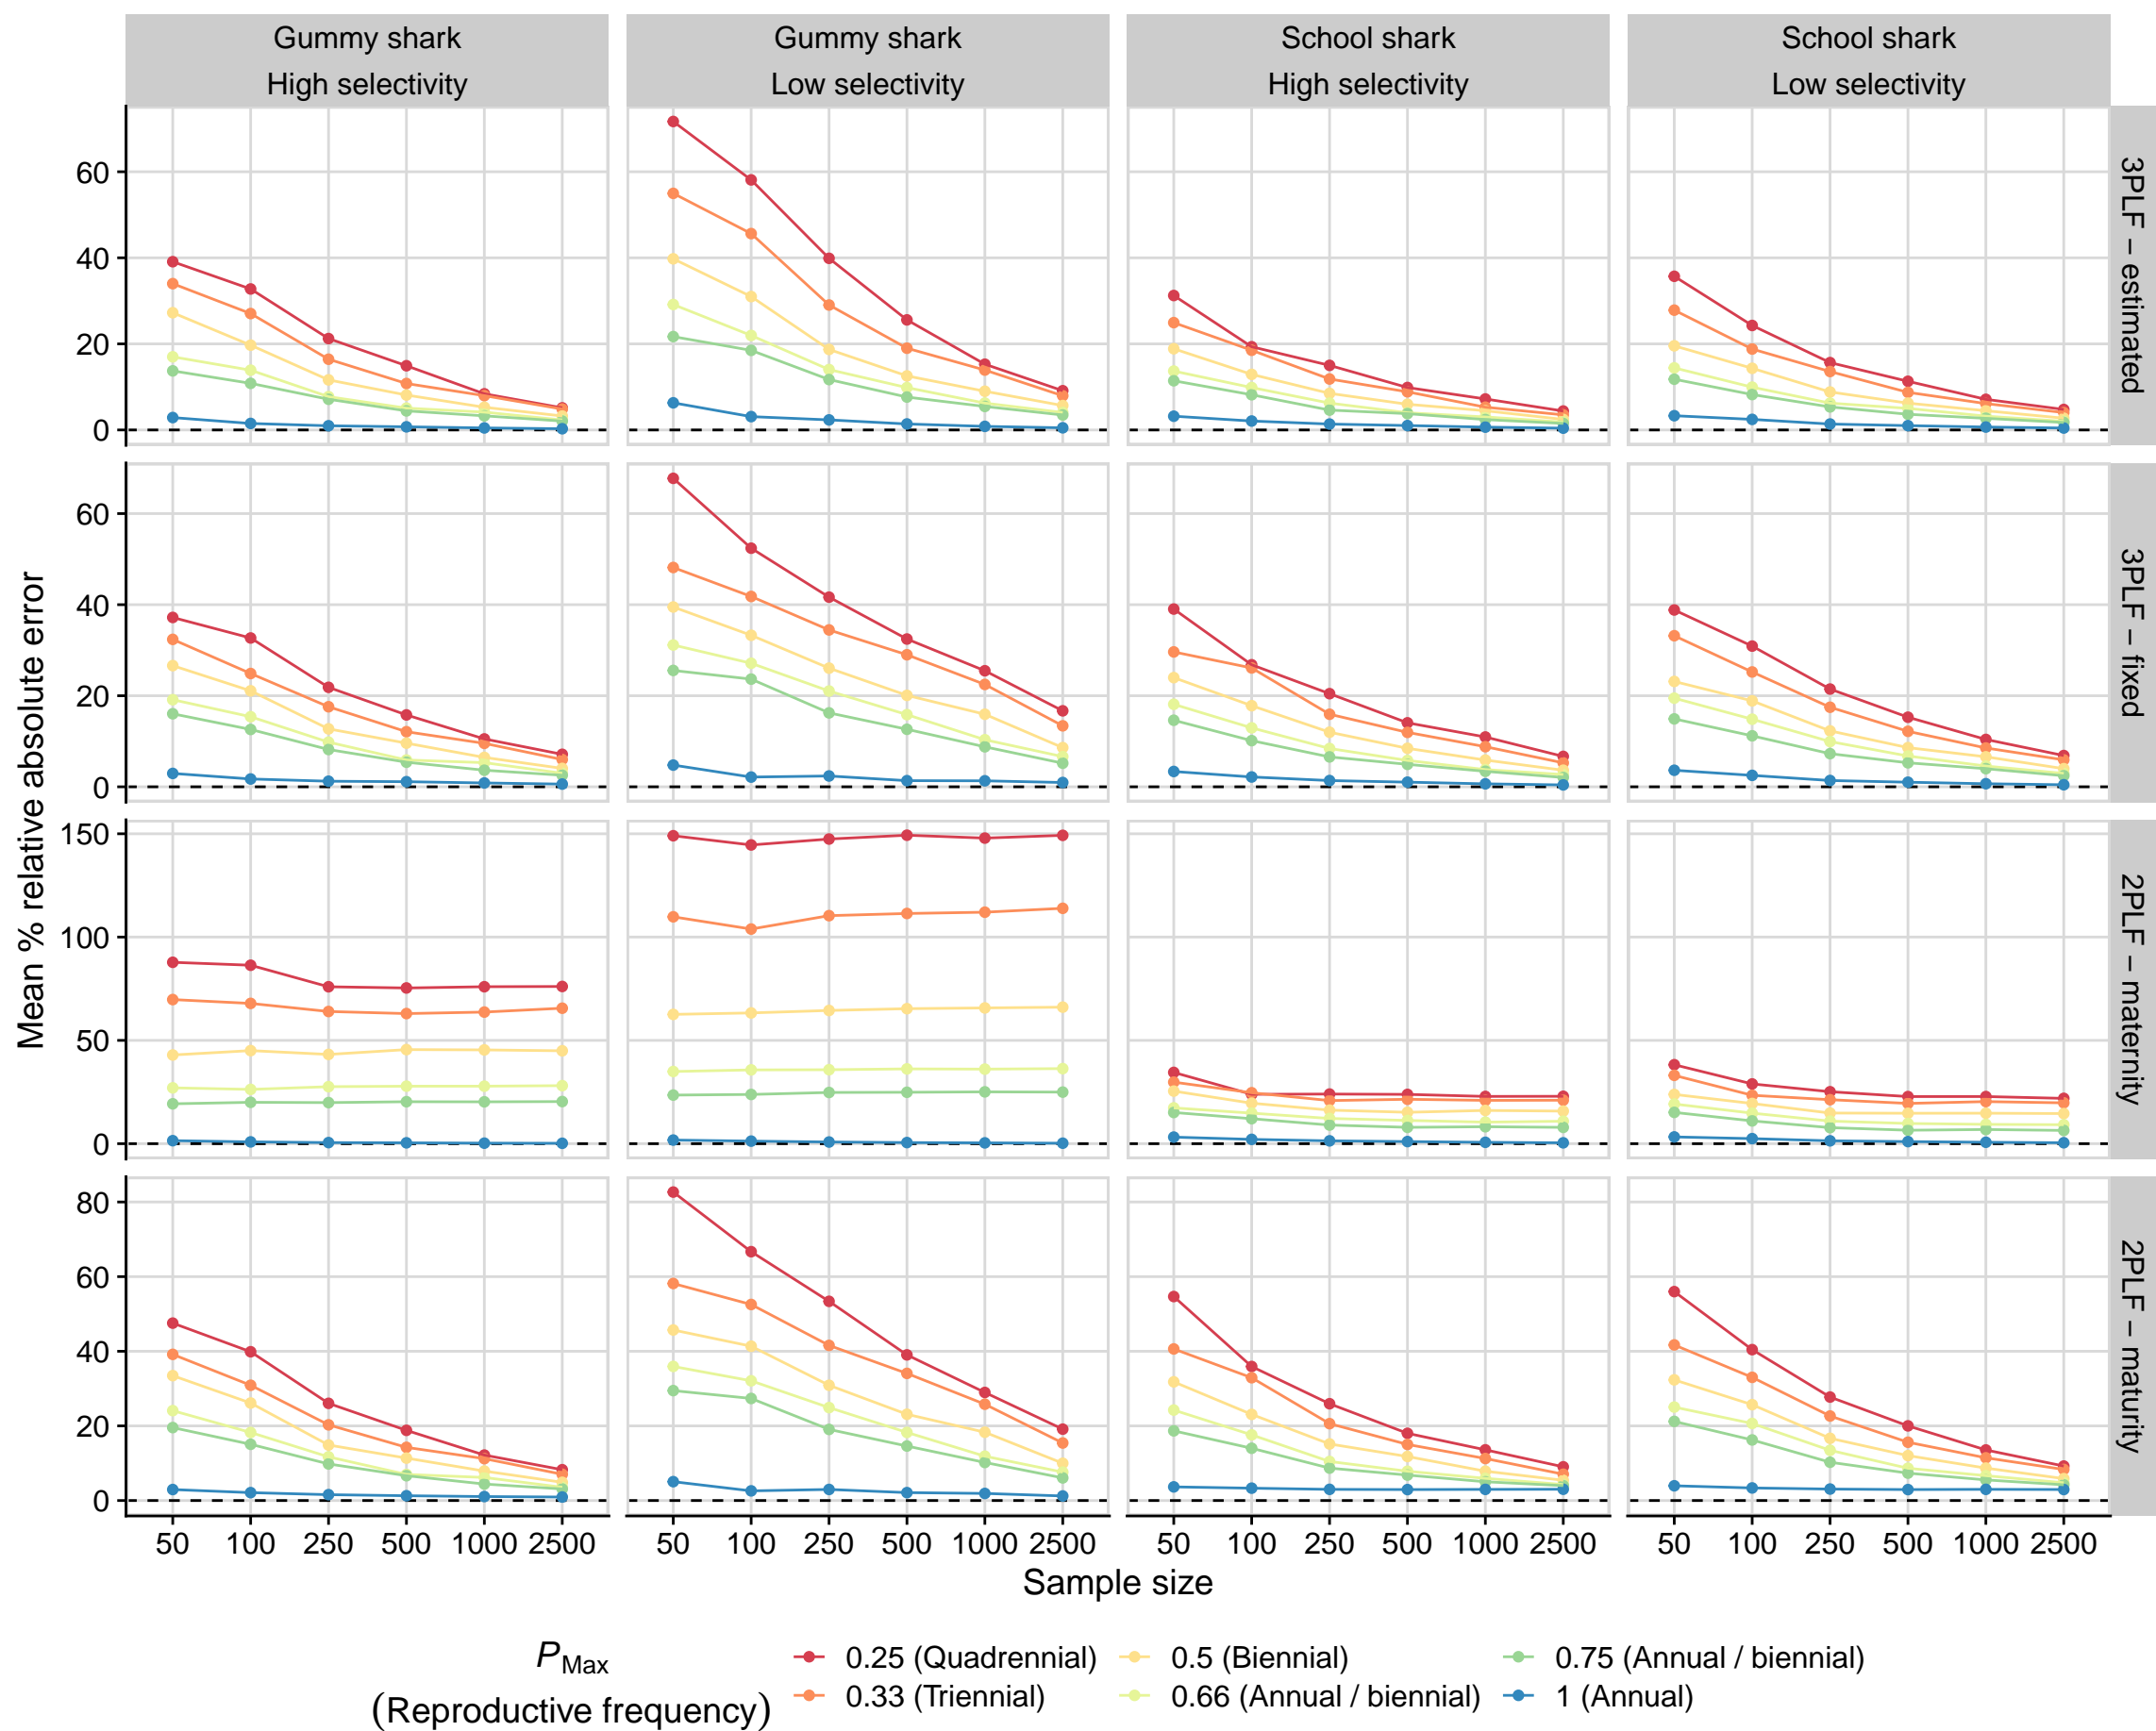 Gummy shark
High selectivity
Gummy shark
Low selectivity
School shark
High selectivity
School shark
Low selectivity
Mean % relative absolute error
60
40
20
0
3PLF − estimated
60
40
20
0
3PLF − fixed
150
100
50
0
2PLF − maternity
80
60
40
20
0
2PLF − maturity
50 100 250 500 1000 2500
50 100 250 500 1000 2500
50 100 250 500 1000 2500
50 100 250 500 1000 2500
Sample size
PMax
(Reproductive frequency)
0.25 (Quadrennial)
0.33 (Triennial)
0.5 (Biennial)
0.66 (Annual / biennial)
0.75 (Annual / biennial)
1 (Annual)